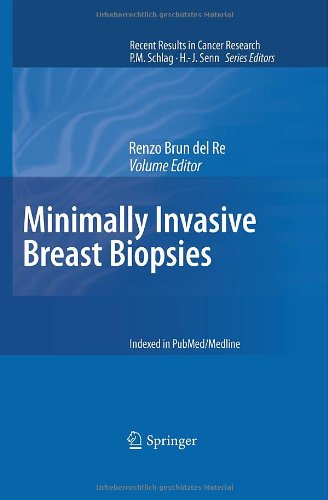 Urheberrechtlich geschütztes Material
Recent Results in Cancer Research
P.M. Schlag · H.-J. Senn Series Editors
Renzo Brun del Re
Volume Editor
Minimally Invasive
Breast Biopsies
Indexed in PubMed/Medline
Springer
Urheberrechtlich geschütztes Material